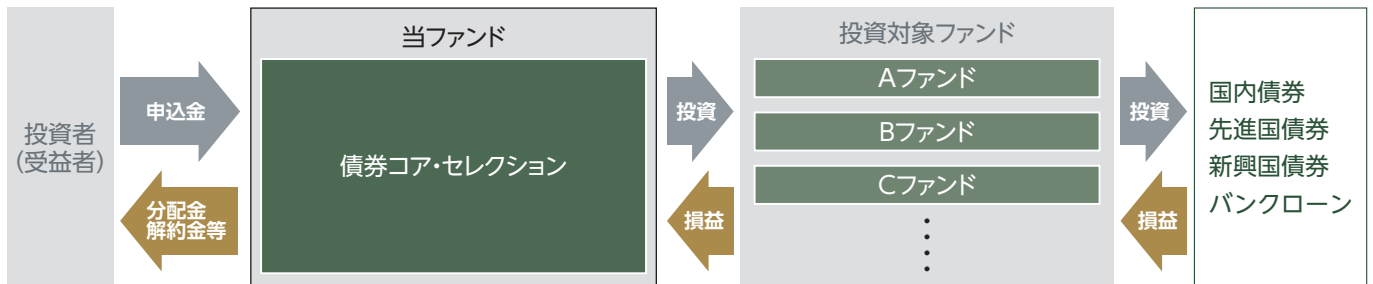 投資者
(受益者)
申込金
分配金
解約金等
当ファンド
債券コア・セレクション
投資
損益
投資対象ファンド
Aファンド
Bファンド
Cファンド
投資
損益
国内債券
先進国債券
新興国債券
バンクローン